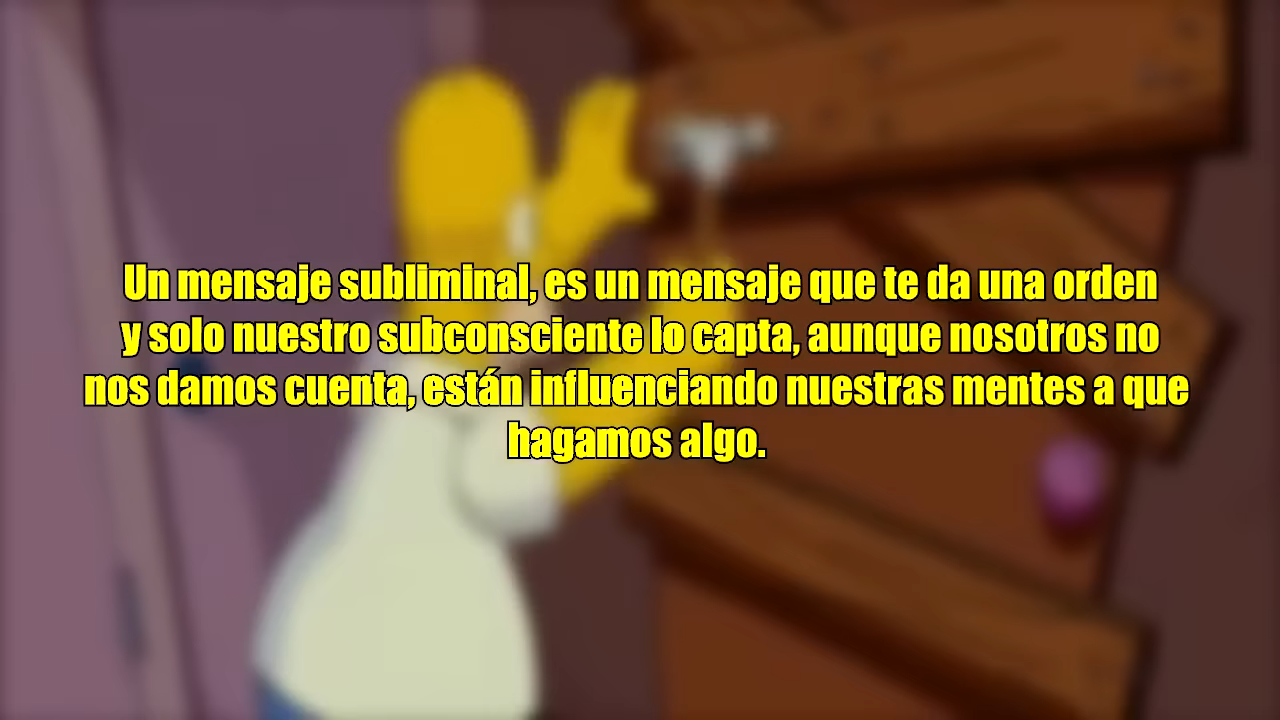 Un mensaje subliminal, es un mensaje que te da una orden
y solo nuestro subconsciente lo capta, aunque nosotros no
nos damos cuenta, están influenciando nuestras mentes a que
hagamos algo.